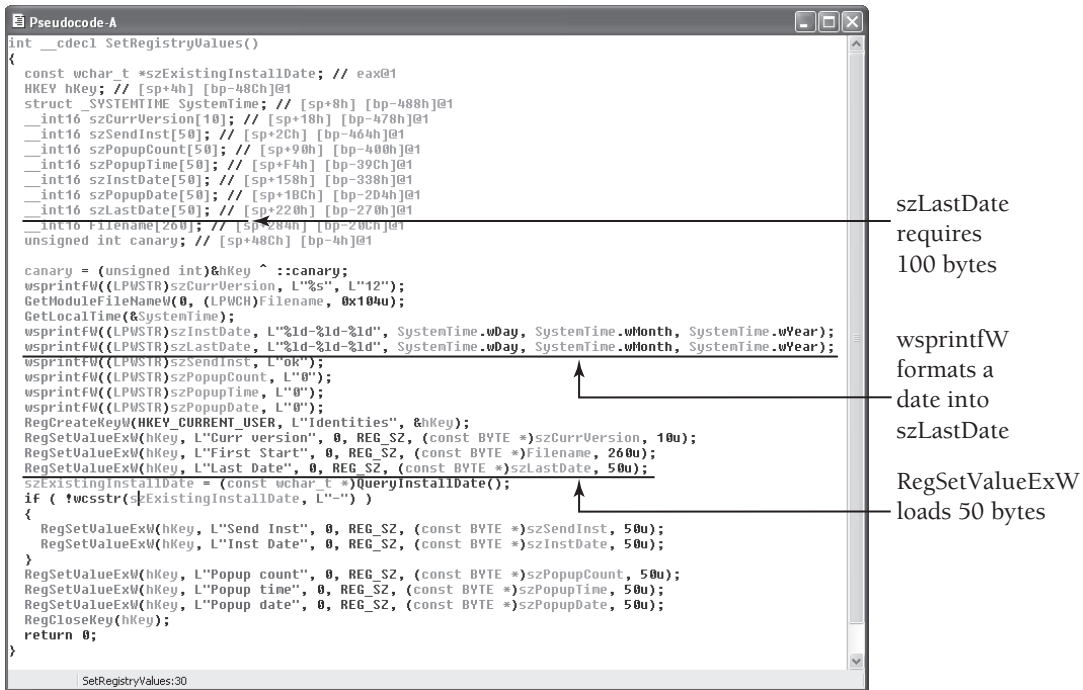 Pseudocode-A
int __cdecl SetRegistryValues()
{
const wchar_t *szExistingInstallDate; // eax@1
HKEY hKey; // [sp+4h] [bp-48Ch]@1
struct _SYSTEMTIME SystemTime; // [sp+8h] [bp-488h]@1
__int16 szCurrVersion[10]; // [sp+18h] [bp-478h]@1
__int16 szSendInst[50]; // [sp+2Ch] [bp-464h]@1
__int16 szPopupCount[50]; // [sp+90h] [bp-400h]@1
__int16 szPopupTime[50]; // [sp+F4h] [bp-39Ch]@1
__int16 szInstDate[50]; // [sp+158h] [bp-338h]@1
__int16 szPopupDate[50]; // [sp+1BCh] [bp-2D4h]@1
__int16 szLastDate[50]; // [sp+220h] [bp-270h]@1
__int16 Filename[260]; // [sp+284h] [bp-20Ch]@1
unsigned int canary; // [sp+48Ch] [bp-4h]@1
canary = (unsigned int)&hKey ^ ::canary;
wsprintfW((LPWSTR)szCurrVersion, L"%s", L"12");
GetModuleFileNameW(0, (LPWCH)Filename, 0x104u);
GetLocalTime(&SystemTime);
wsprintfW((LPWSTR)szInstDate, L"%ld-%ld-%ld", SystemTime.wDay, SystemTime.wMonth, SystemTime.wYear);
wsprintfW((LPWSTR)szLastDate, L"%ld-%ld-%ld", SystemTime.wDay, SystemTime.wMonth, SystemTime.wYear);
wsprintfW((LPWSTR)szSendInst, L"ok");
wsprintfW((LPWSTR)szPopupCount, L"0");
wsprintfW((LPWSTR)szPopupTime, L"0");
wsprintfW((LPWSTR)szPopupDate, L"0");
RegCreateKeyW(HKEY_CURRENT_USER, L"Identities", &hKey);
RegSetValueExW(hKey, L"Curr version", 0, REG_SZ, (const BYTE *)szCurrVersion, 10u);
RegSetValueExW(hKey, L"First Start", 0, REG_SZ, (const BYTE *)Filename, 260u);
RegSetValueExW(hKey, L"Last Date", 0, REG_SZ, (const BYTE *)szLastDate, 50u);
szExistingInstallDate = (const wchar_t *)QueryInstallDate();
if ( !wcsstr(szExistingInstallDate, L"-") )
{
RegSetValueExW(hKey, L"Send Inst", 0, REG_SZ, (const BYTE *)szSendInst, 50u);
RegSetValueExW(hKey, L"Inst Date", 0, REG_SZ, (const BYTE *)szInstDate, 50u);
}
RegSetValueExW(hKey, L"Popup count", 0, REG_SZ, (const BYTE *)szPopupCount, 50u);
RegSetValueExW(hKey, L"Popup time", 0, REG_SZ, (const BYTE *)szPopupTime, 50u);
RegSetValueExW(hKey, L"Popup date", 0, REG_SZ, (const BYTE *)szPopupDate, 50u);
RegCloseKey(hKey);
return 0;
}
SetRegistryValues:30
szLastDate
requires
100 bytes
wsprintfW
formats a
date into
szLastDate
RegSetValueExW
loads 50 bytes